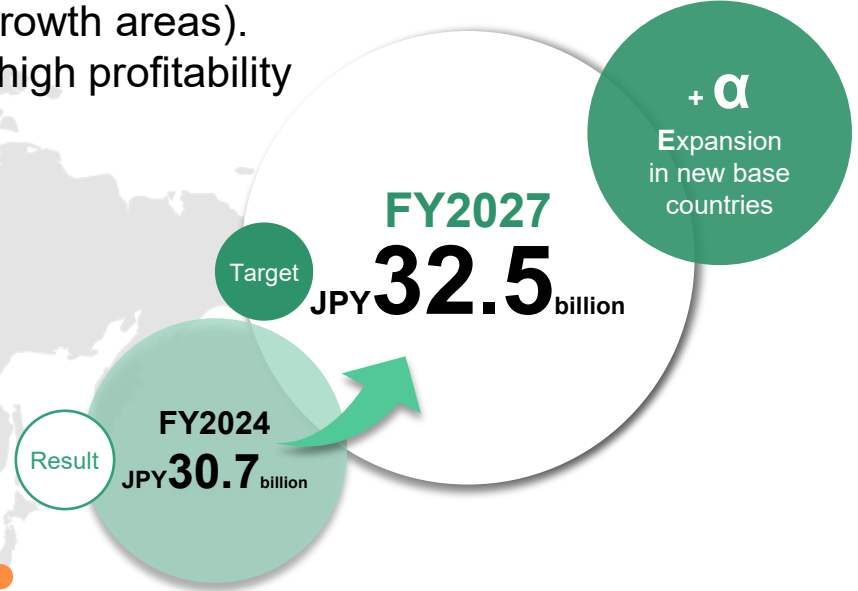 rowth areas).
high profitability
+ α
Expansion
in new base
countries
FY2027
Target
JPY32.5billion
FY2024
Result
JPY30.7billion